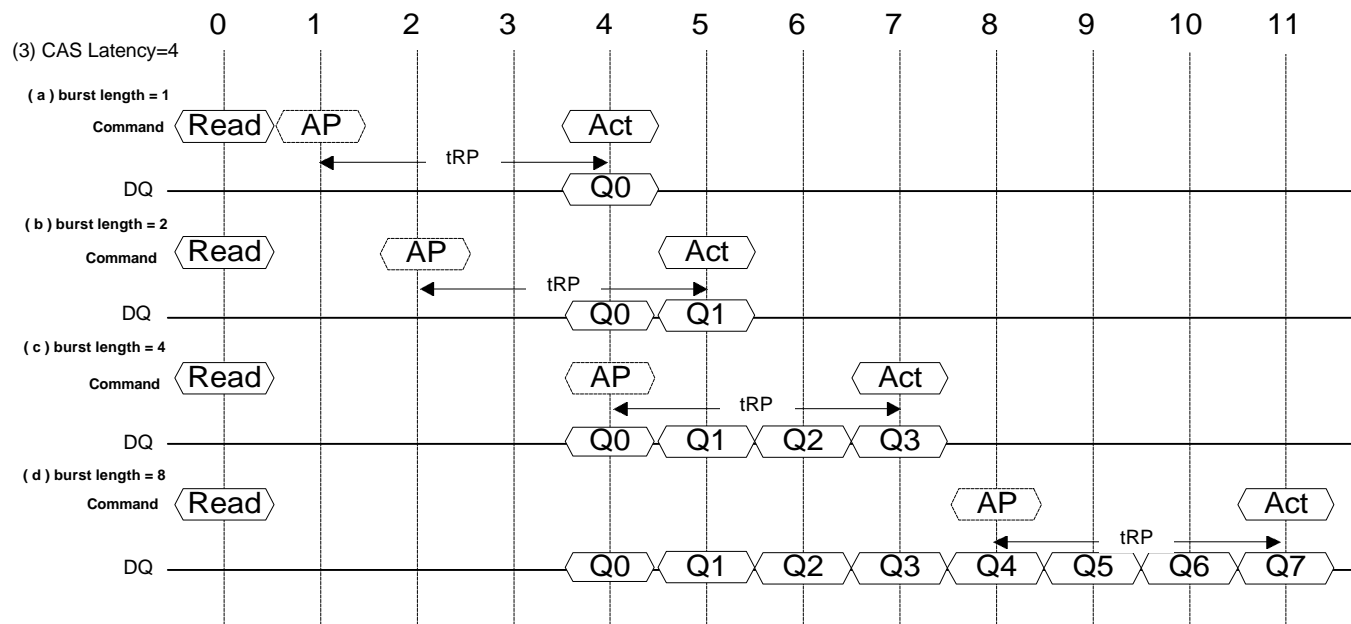 0 1 2 3 4 5 6 7 8 9 10 11
(3) CAS Latency=4
( a ) burst length = 1
Command Read AP Act
tRP
DQ Q0
( b ) burst length = 2
Command Read AP Act
tRP
DQ Q0 Q1
( c ) burst length = 4
Command Read AP Act
tRP
DQ Q0 Q1 Q2 Q3
( d ) burst length = 8
Command Read AP Act
tRP
DQ Q0 Q1 Q2 Q3 Q4 Q5 Q6 Q7